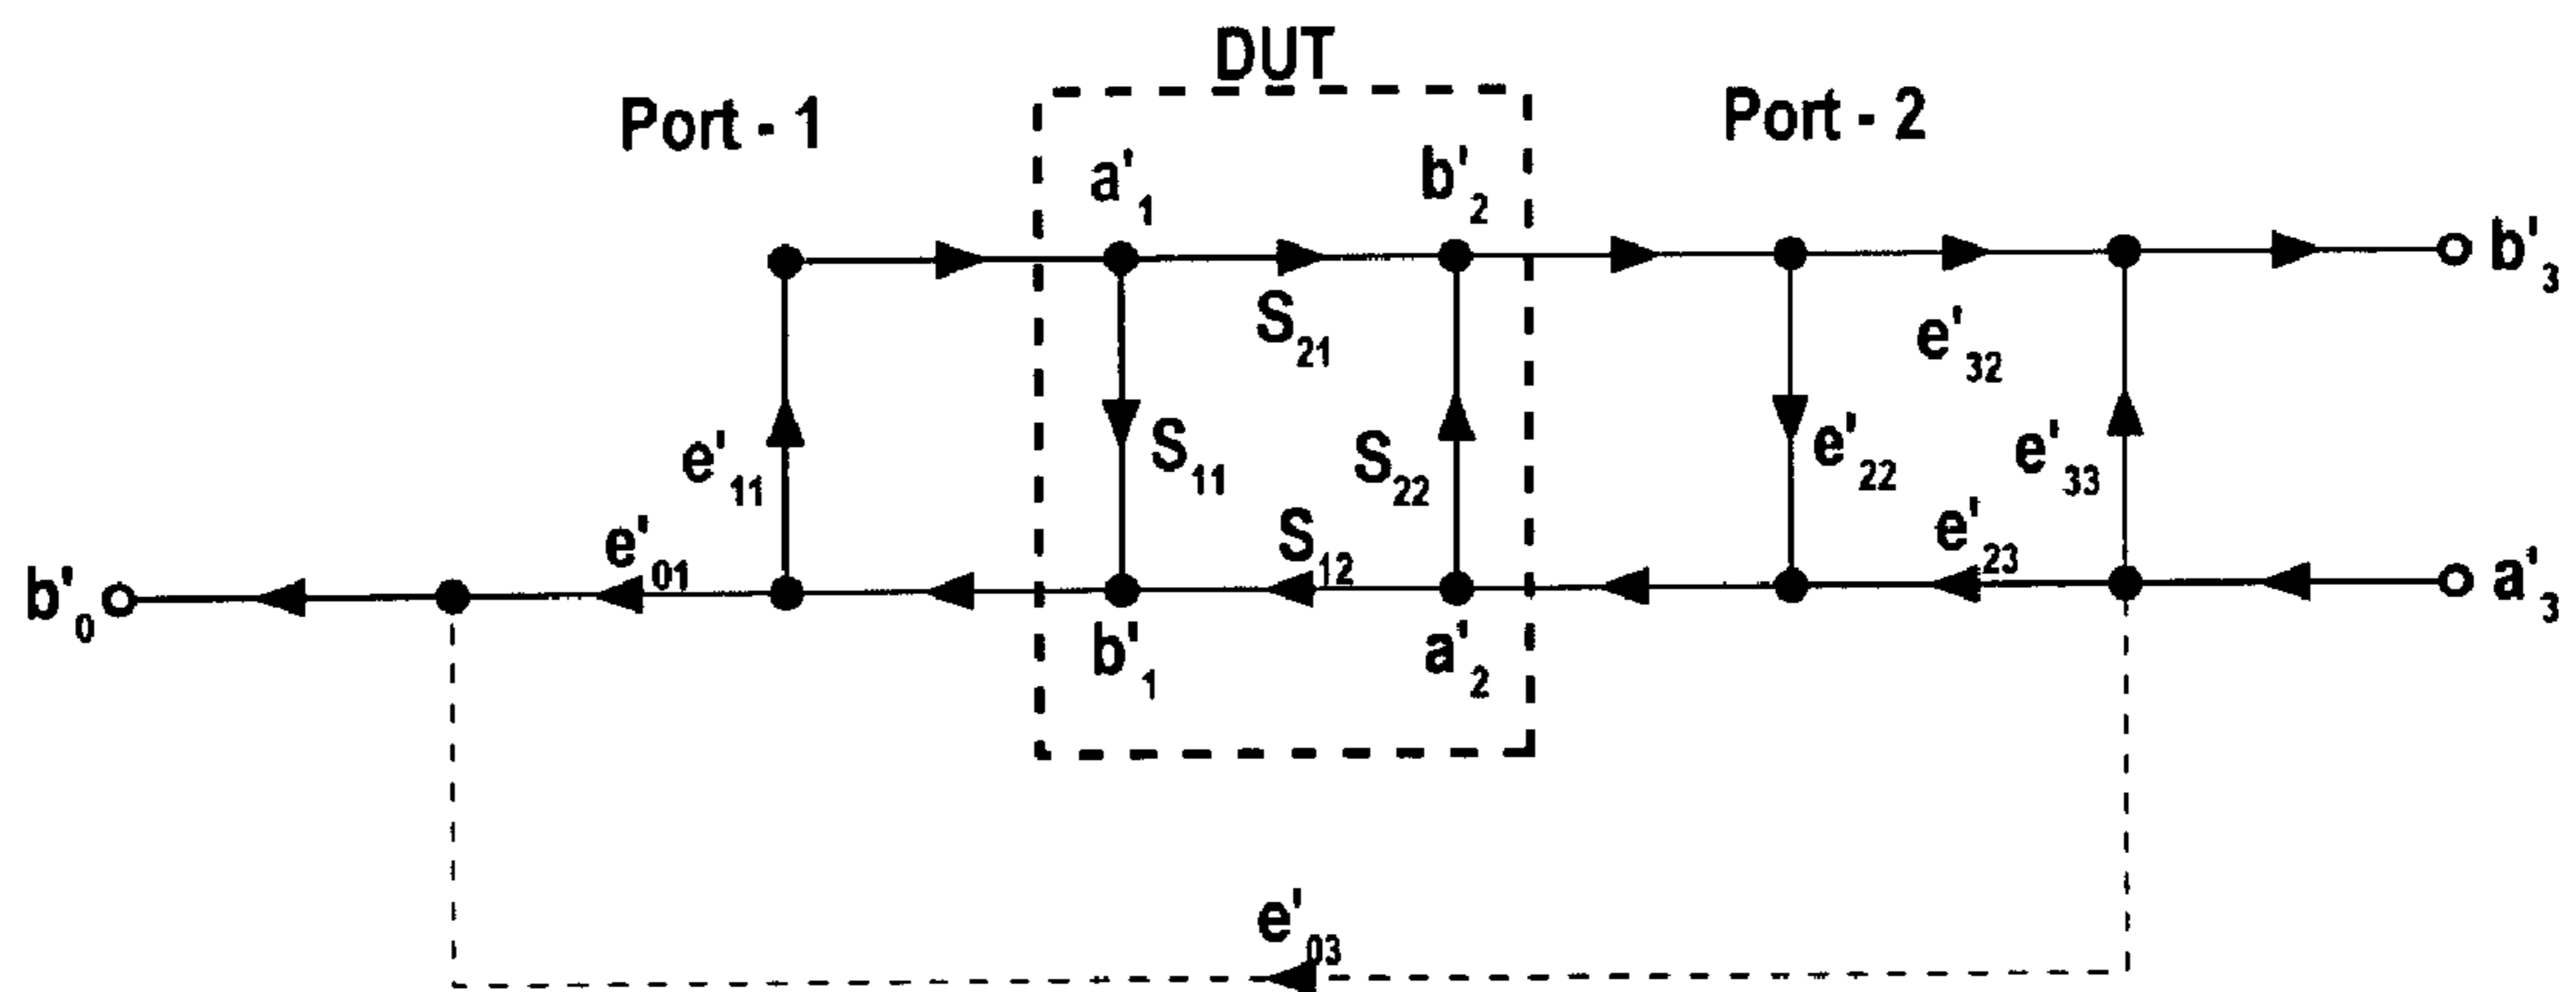 DUT
Port - 1
Port - 2
a'1
b'2
b'3
S21
e'32
e'11
S11
S22
e'22
e'33
e'01
S12
e'23
b'0
a'3
b'1
a'2
e'03